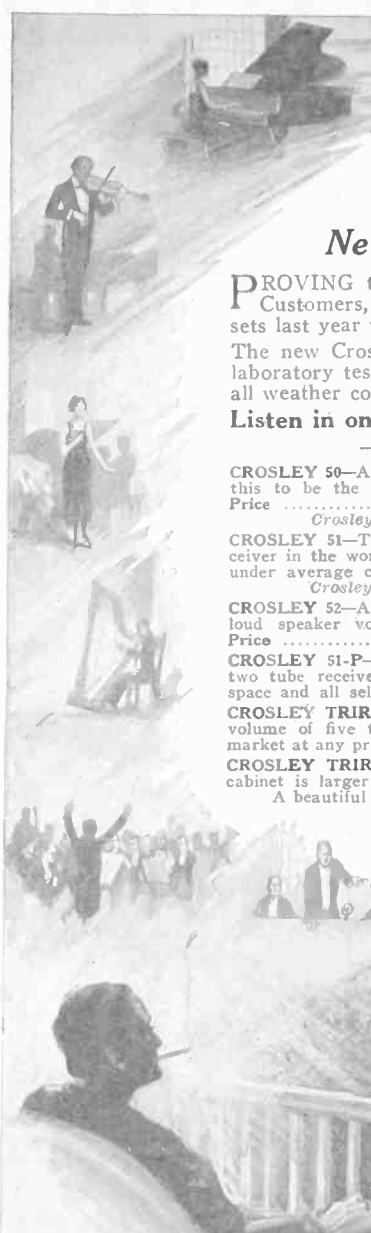 Ne
PROVING t
Customers,
sets last year
The new Cros
laboratory tes
all weather co
Listen in on
CROSLEY 50—A
this to be the
Price ............
Crosley
CROSLEY 51—T
ceiver in the wor
under average c
Crosley
CROSLEY 52—A
loud speaker vo
Price ............
CROSLEY 51-P—
two tube receive
space and all sel
CROSLEY TRIR
volume of five t
market at any pr
CROSLEY TRIR
cabinet is larger
A beautiful